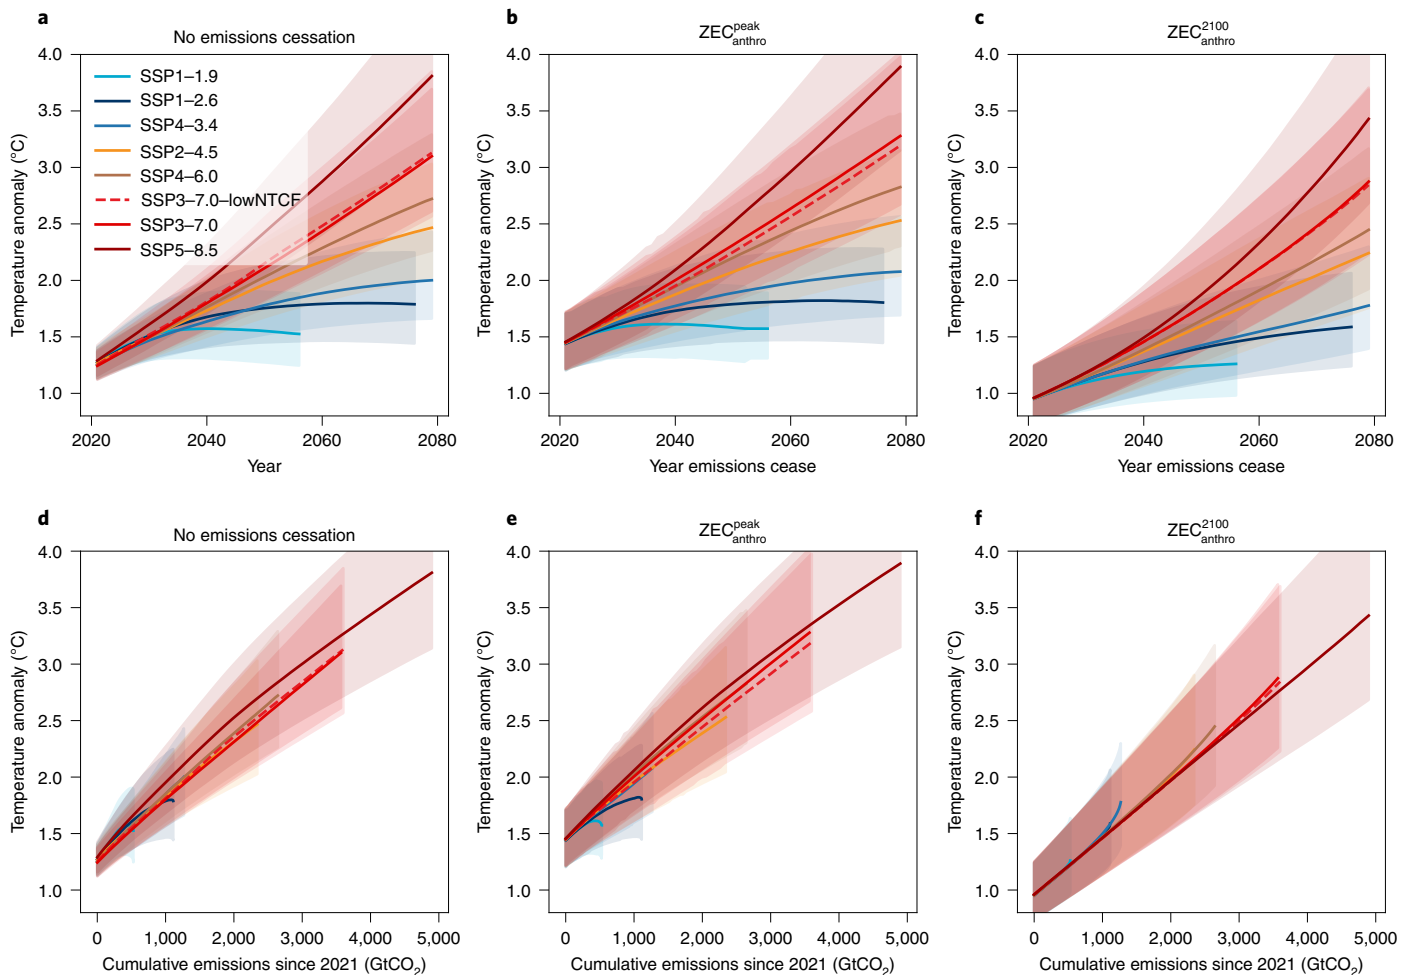 a
No emissions cessation
4.0
3.5
3.0
2.5
2.0
1.5
1.0
Temperature anomaly (°C)
SSP1–1.9
SSP1–2.6
SSP4–3.4
SSP2–4.5
SSP4–6.0
SSP3–7.0–lowNTCF
SSP3–7.0
SSP5–8.5
2020 2040 2060 2080
Year
b
ZEC^peak_anthro
4.0
3.5
3.0
2.5
2.0
1.5
1.0
Temperature anomaly (°C)
2020 2040 2060 2080
Year emissions cease
c
ZEC^2100_anthro
4.0
3.5
3.0
2.5
2.0
1.5
1.0
Temperature anomaly (°C)
2020 2040 2060 2080
Year emissions cease
d
No emissions cessation
4.0
3.5
3.0
2.5
2.0
1.5
1.0
Temperature anomaly (°C)
0 1,000 2,000 3,000 4,000 5,000
Cumulative emissions since 2021 (GtCO₂)
e
ZEC^peak_anthro
4.0
3.5
3.0
2.5
2.0
1.5
1.0
Temperature anomaly (°C)
0 1,000 2,000 3,000 4,000 5,000
Cumulative emissions since 2021 (GtCO₂)
f
ZEC^2100_anthro
4.0
3.5
3.0
2.5
2.0
1.5
1.0
Temperature anomaly (°C)
0 1,000 2,000 3,000 4,000 5,000
Cumulative emissions since 2021 (GtCO₂)